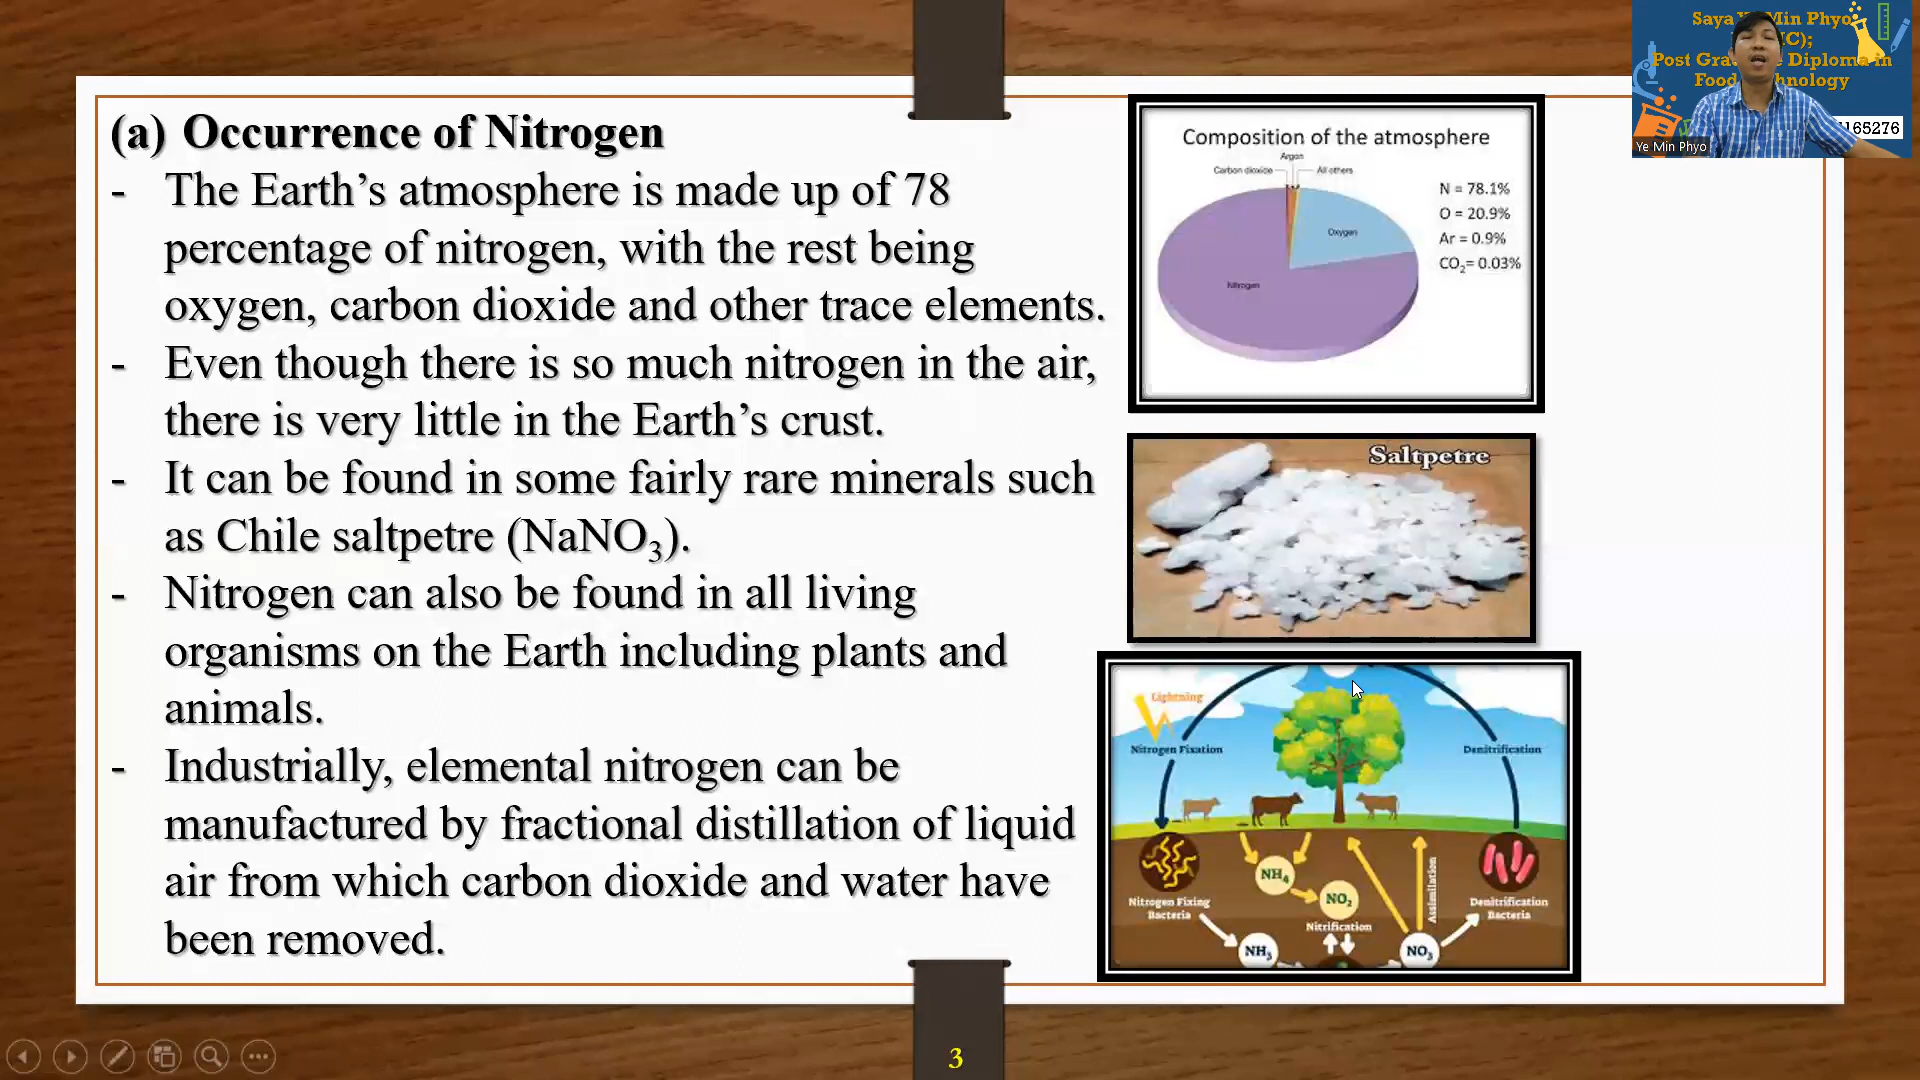 (a) Occurrence of Nitrogen
- The Earth’s atmosphere is made up of 78
percentage of nitrogen, with the rest being
oxygen, carbon dioxide and other trace elements.
- Even though there is so much nitrogen in the air,
there is very little in the Earth’s crust.
- It can be found in some fairly rare minerals such
as Chile saltpetre (NaNO₃).
- Nitrogen can also be found in all living
organisms on the Earth including plants and
animals.
- Industrially, elemental nitrogen can be
manufactured by fractional distillation of liquid
air from which carbon dioxide and water have
been removed.
Composition of the atmosphere
Argon
Carbon dioxide
All others
Oxygen
Nitrogen
N = 78.1%
O = 20.9%
Ar = 0.9%
CO₂= 0.03%
Saltpetre
Lightning
Nitrogen Fixation
Denitrification
NH₄
NO₂
Nitrification
Assimilation
Nitrogen Fixing
Bacteria
Denitrification
Bacteria
NH₃
NO₃
Saya Min Phyo
C);
Post Diploma in
Food
165276
Ye Min Phyo
3